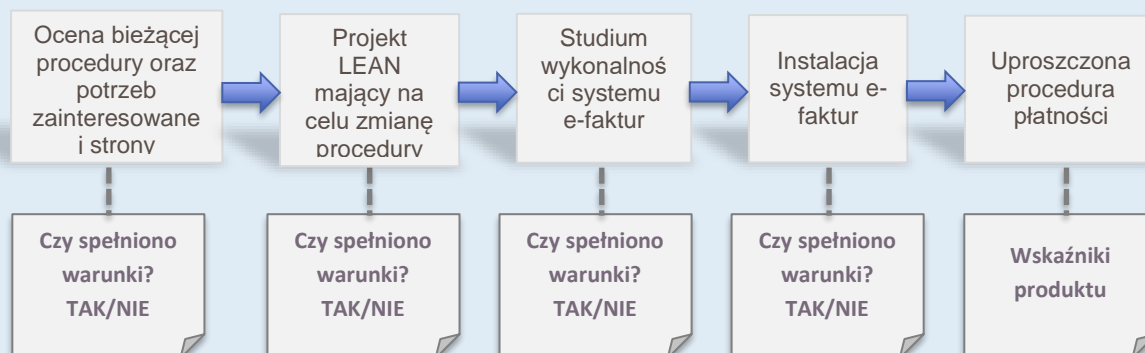 Ocena bieżącej
procedury oraz
potrzeb
zainteresowane
j strony
Projekt
LEAN
mający na
celu zmianę
procedury
Studium
wykonalnoś
ci systemu
e-faktur
Instalacja
systemu e-
faktur
Uproszczona
procedura
płatności
Czy spełniono
warunki?
TAK/NIE
Czy spełniono
warunki?
TAK/NIE
Czy spełniono
warunki?
TAK/NIE
Czy spełniono
warunki?
TAK/NIE
Wskaźniki
produktu